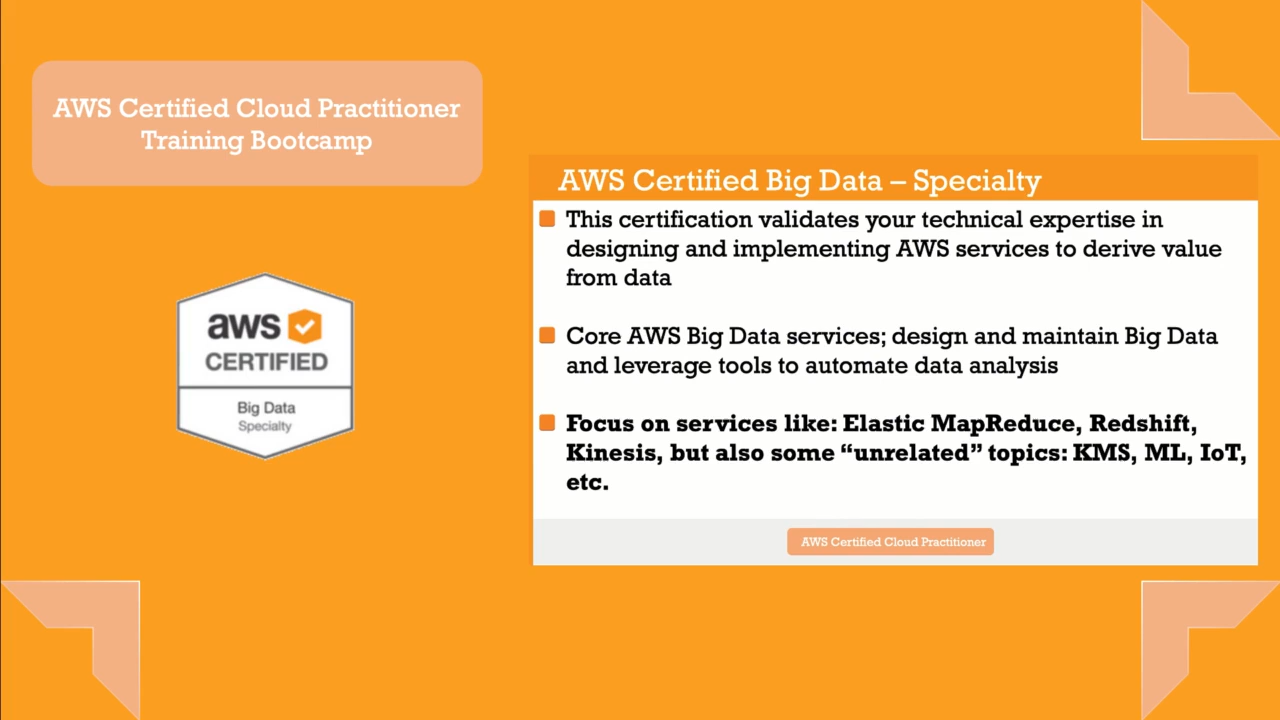 AWS Certified Cloud Practitioner
Training Bootcamp
aws
CERTIFIED
Big Data
Specialty
AWS Certified Big Data – Specialty
This certification validates your technical expertise in
designing and implementing AWS services to derive value
from data
Core AWS Big Data services; design and maintain Big Data
and leverage tools to automate data analysis
Focus on services like: Elastic MapReduce, Redshift,
Kinesis, but also some “unrelated” topics: KMS, ML, IoT,
etc.
AWS Certified Cloud Practitioner